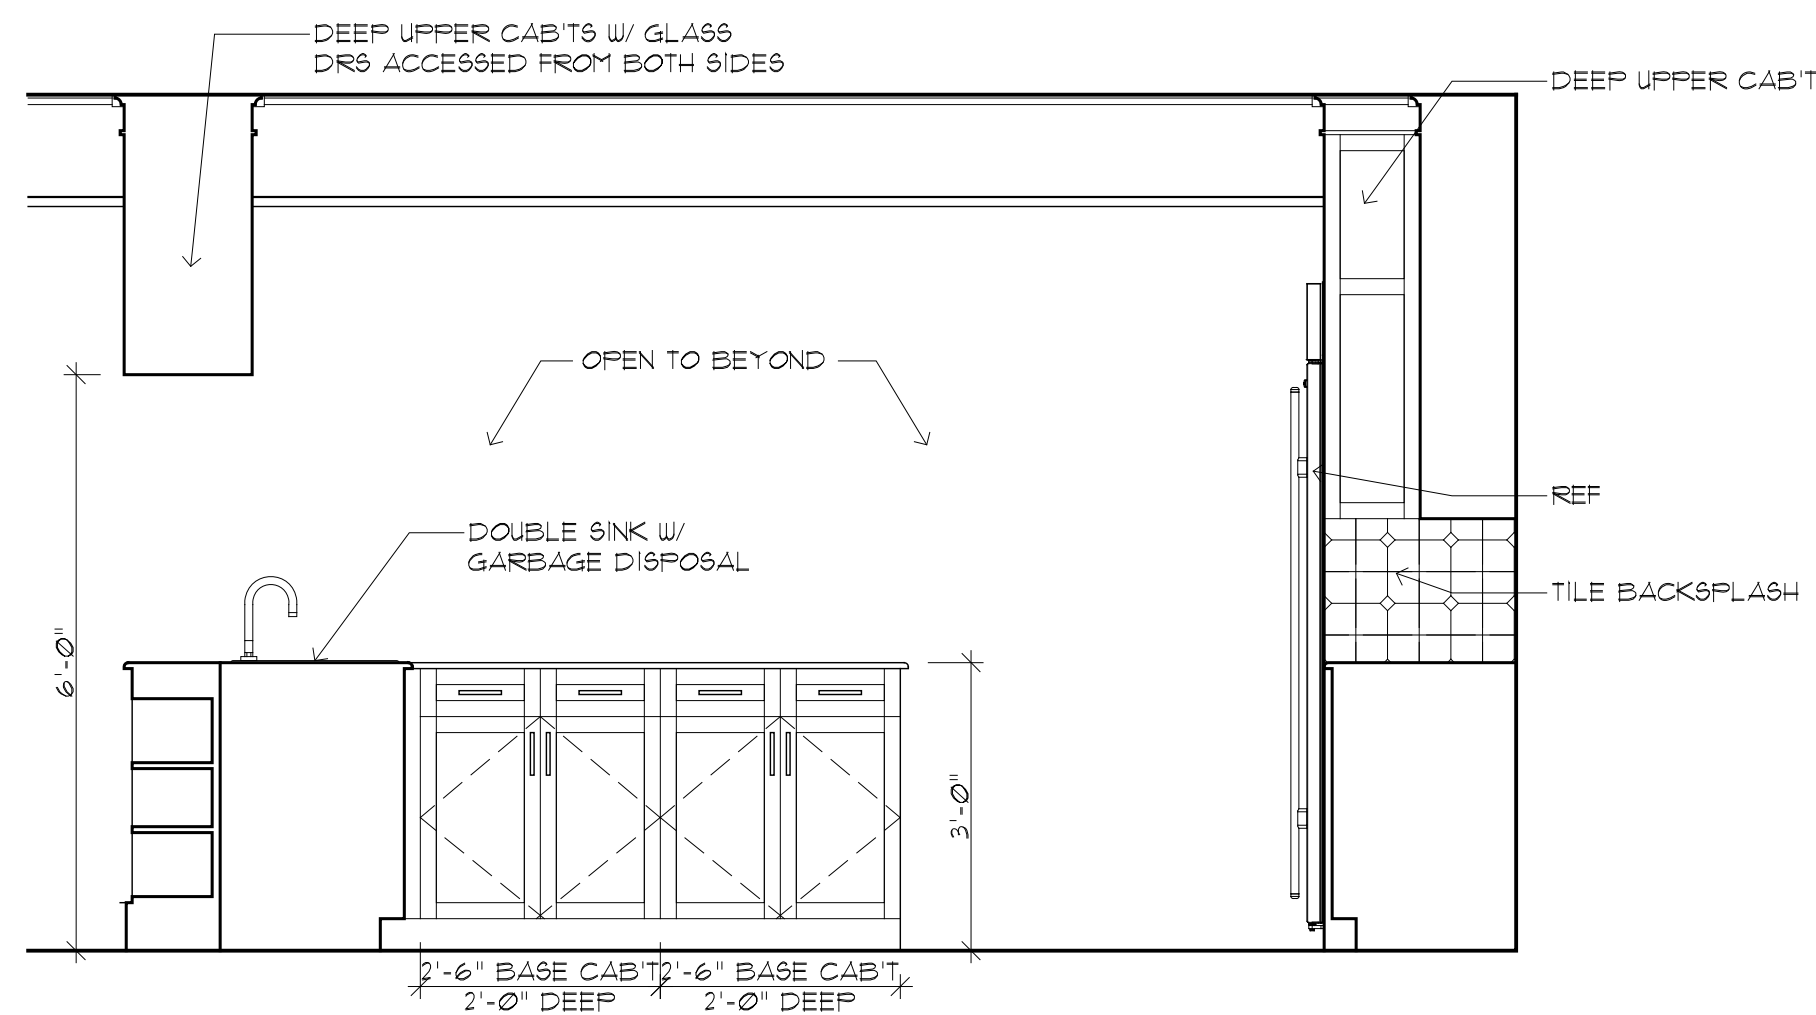 DEEP UPPER CAB'TS W/ GLASS
DRS ACCESSED FROM BOTH SIDES
DEEP UPPER CAB'T
OPEN TO BEYOND
REF
DOUBLE SINK W/
GARBAGE DISPOSAL
TILE BACKSPLASH
6'-0"
3'-0"
2'-6" BASE CAB'T
2'-0" DEEP
2'-6" BASE CAB'T
2'-0" DEEP